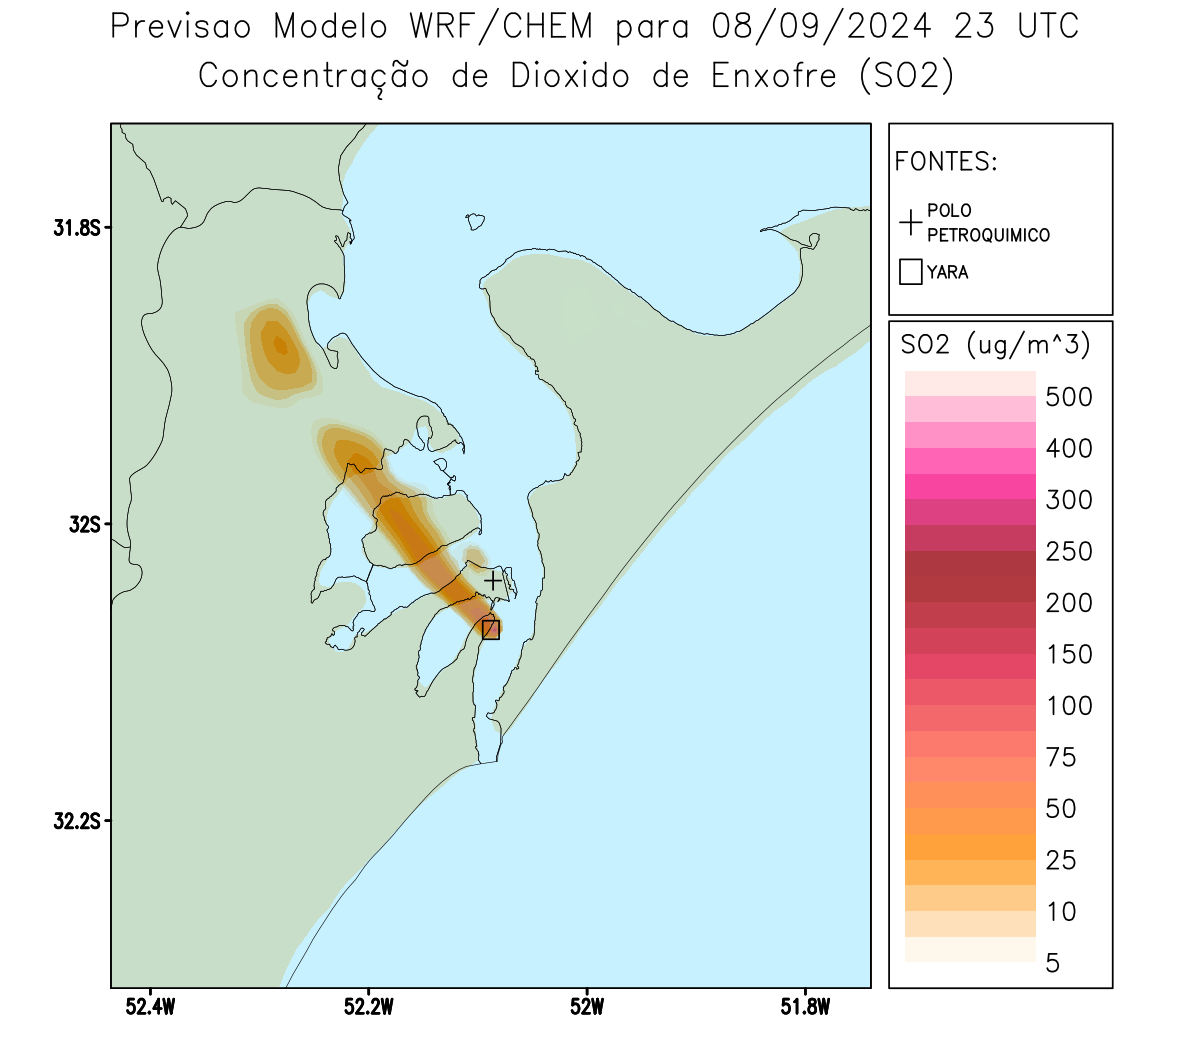 Previsao Modelo WRF/CHEM para 08/09/2024 23 UTC
Concentração de Dioxido de Enxofre (SO2)
FONTES:
POLO
PETROQUIMICO
YARA
SO2 (ug/m^3)
500
400
300
250
200
150
100
75
50
25
10
5
31.8S
32S
32.2S
52.4W
52.2W
52W
51.8W